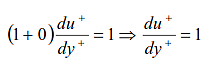 (1+0) du⁺/dy⁺ = 1 ⇒ du⁺/dy⁺ = 1